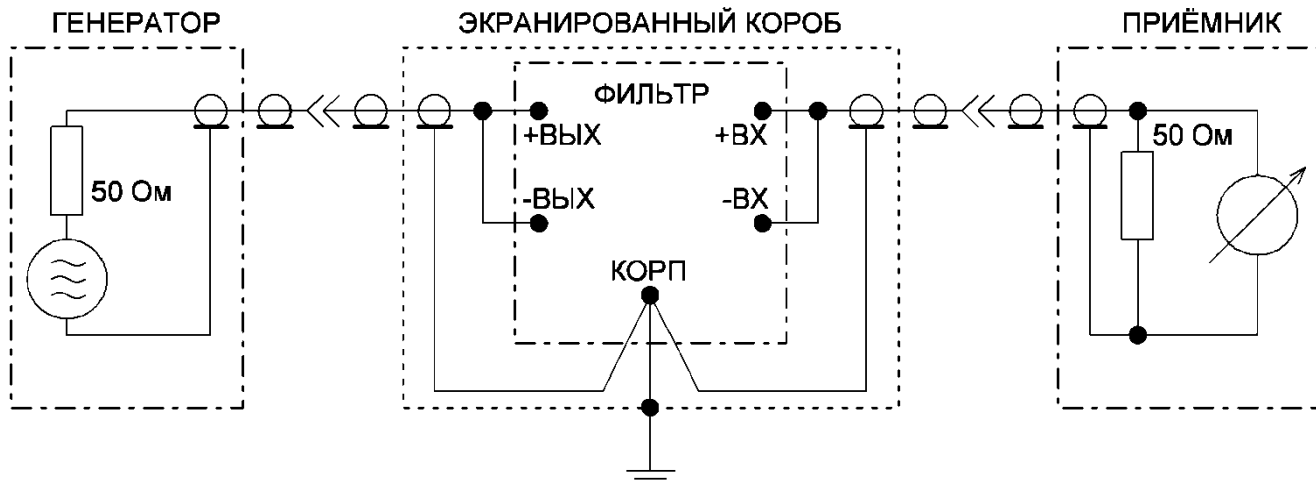 ГЕНЕРАТОР
ЭКРАНИРОВАННЫЙ КОРОБ
ПРИЁМНИК
ФИЛЬТР
+ВЫХ
+ВХ
50 Ом
50 Ом
-ВЫХ
-ВХ
КОРП